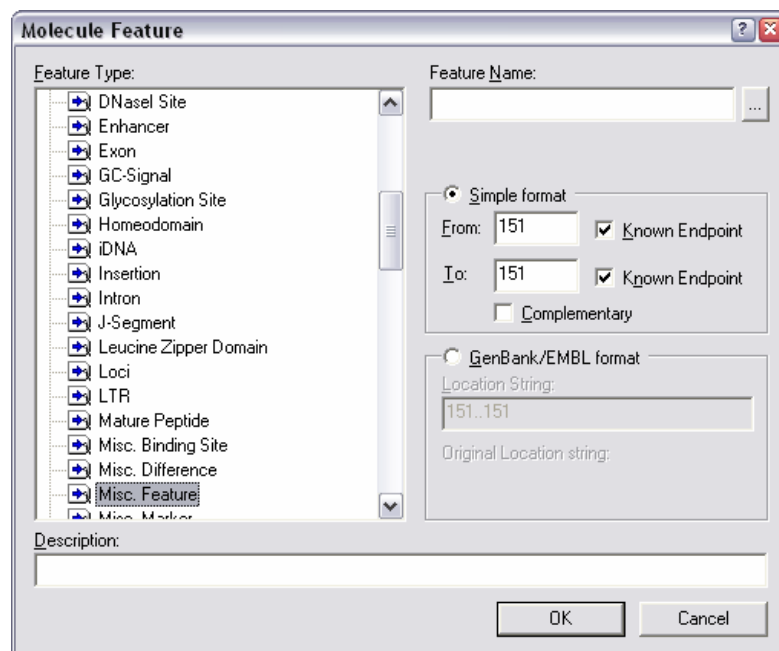 Molecule Feature
Feature Type:
DNaseI Site
Enhancer
Exon
GC-Signal
Glycosylation Site
Homeodomain
iDNA
Insertion
Intron
J-Segment
Leucine Zipper Domain
Loci
LTR
Mature Peptide
Misc. Binding Site
Misc. Difference
Misc. Feature
Misc. Marker
Feature Name:
...
Simple format
From: 151 Known Endpoint
To: 151 Known Endpoint
Complementary
GenBank/EMBL format
Location String:
151..151
Original Location string:
Description:
OK Cancel